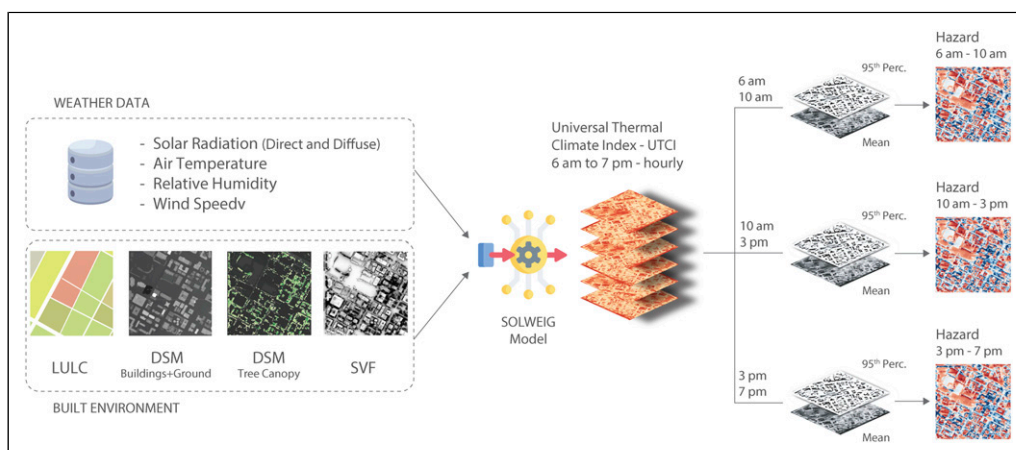 WEATHER DATA
- Solar Radiation (Direct and Diffuse)
- Air Temperature
- Relative Humidity
- Wind Speedv
LULC
DSM
Buildings+Ground
DSM
Tree Canopy
SVF
BUILT ENVIRONMENT
SOLWEIG
Model
Universal Thermal
Climate Index - UTCI
6 am to 7 pm - hourly
6 am
10 am
95th Perc.
Mean
Hazard
6 am - 10 am
10 am
3 pm
95th Perc.
Mean
Hazard
10 am - 3 pm
3 pm
7 pm
95th Perc.
Mean
Hazard
3 pm - 7 pm